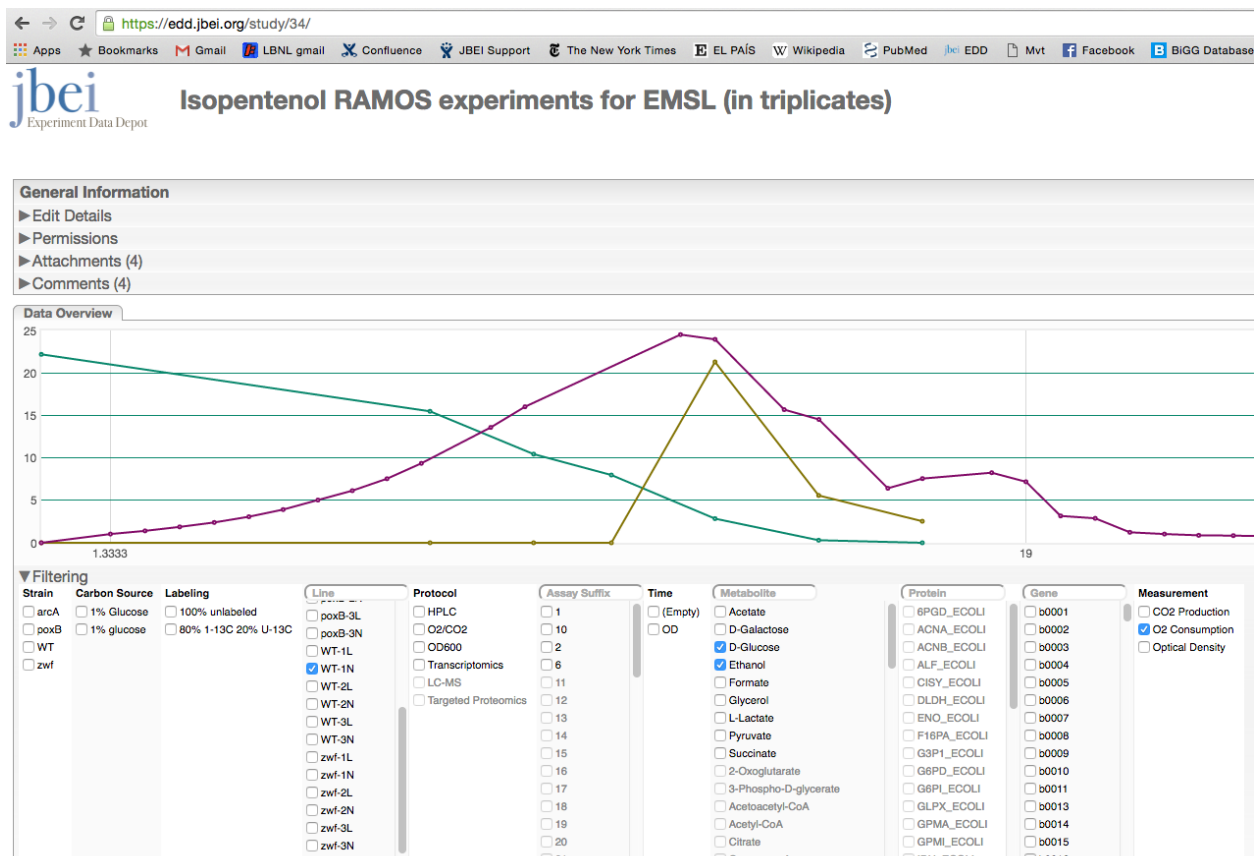 https://edd.jbei.org/study/34/
Apps Bookmarks Gmail LBNL gmail Confluence JBEI Support The New York Times EL PAÍS Wikipedia PubMed jbei EDD Mvt Facebook BiGG Database
jbei
Experiment Data Depot
Isopentenol RAMOS experiments for EMSL (in triplicates)
General Information
▶Edit Details
▶Permissions
▶Attachments (4)
▶Comments (4)
Data Overview
25
20
15
10
5
0
1.3333 19
▼Filtering
Strain Carbon Source Labeling Line Protocol Assay Suffix Time Metabolite Protein Gene Measurement
arcA
poxB
WT
zwf
1% Glucose
1% glucose
100% unlabeled
80% 1-13C 20% U-13C
poxB-3L
poxB-3N
WT-1L
WT-1N
WT-2L
WT-2N
WT-3L
WT-3N
zwf-1L
zwf-1N
zwf-2L
zwf-2N
zwf-3L
zwf-3N
HPLC
O2/CO2
OD600
Transcriptomics
LC-MS
Targeted Proteomics
1
10
2
6
11
12
13
14
15
16
17
18
19
20
(Empty)
OD
Acetate
D-Galactose
D-Glucose
Ethanol
Formate
Glycerol
L-Lactate
Pyruvate
Succinate
2-Oxoglutarate
3-Phospho-D-glycerate
Acetoacetyl-CoA
Acetyl-CoA
Citrate
6PGD_ECOLI
ACNA_ECOLI
ACNB_ECOLI
ALF_ECOLI
CISY_ECOLI
DLDH_ECOLI
ENO_ECOLI
F16PA_ECOLI
G3P1_ECOLI
G6PD_ECOLI
G6PI_ECOLI
GLPX_ECOLI
GPMA_ECOLI
GPMI_ECOLI
b0001
b0002
b0003
b0004
b0005
b0006
b0007
b0008
b0009
b0010
b0011
b0013
b0014
b0015
CO2 Production
O2 Consumption
Optical Density